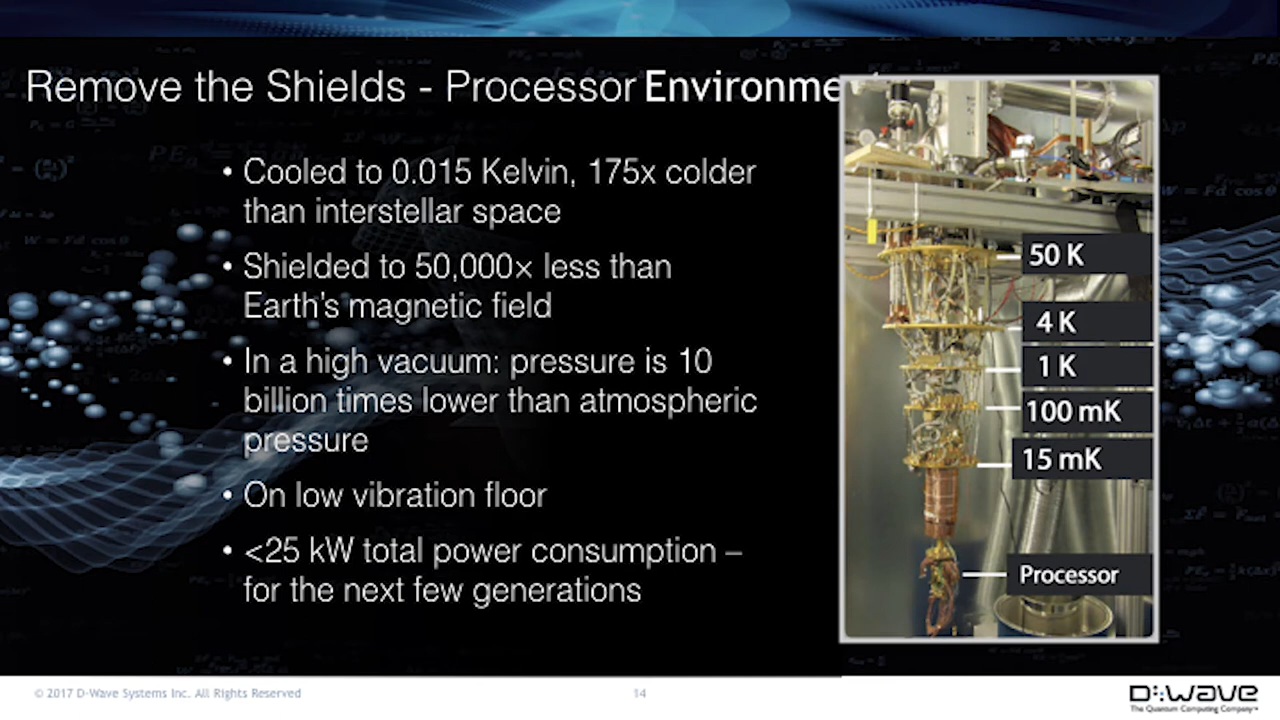 Remove the Shields - Processor Environme
• Cooled to 0.015 Kelvin, 175x colder
than interstellar space
• Shielded to 50,000× less than
Earth's magnetic field
• In a high vacuum: pressure is 10
billion times lower than atmospheric
pressure
• On low vibration floor
• <25 kW total power consumption –
for the next few generations
50 K
4 K
1 K
100 mK
15 mK
Processor
W = Fd cos θ
© 2017 D-Wave Systems Inc. All Rights Reserved
14
D:wave
The Quantum Computing Company™